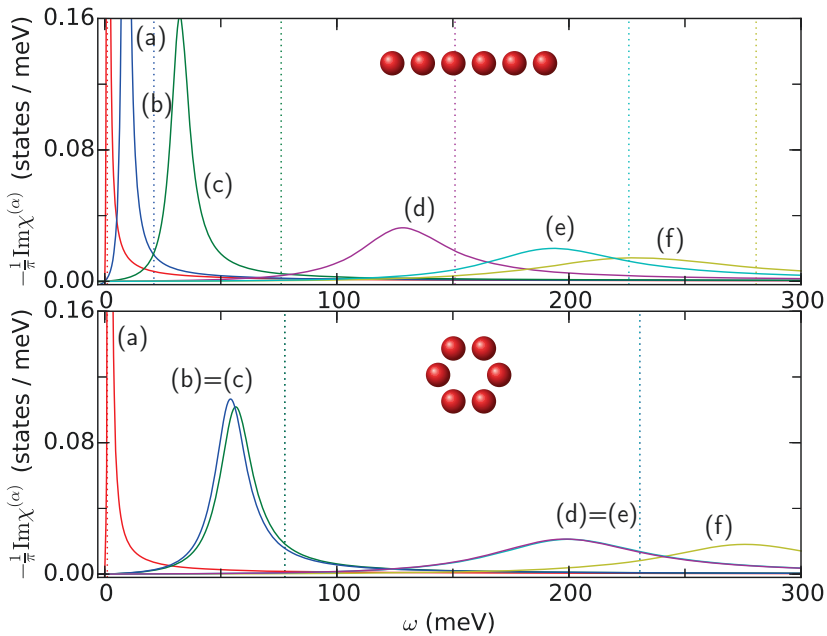 0.16
0.08
0.00
-1/π Imχ^(α) (states / meV)
(a)
(b)
(c)
(d)
(e)
(f)
0
100
200
300
0.16
0.08
0.00
-1/π Imχ^(α) (states / meV)
(a)
(b)=(c)
(d)=(e)
(f)
0
100
200
300
ω (meV)